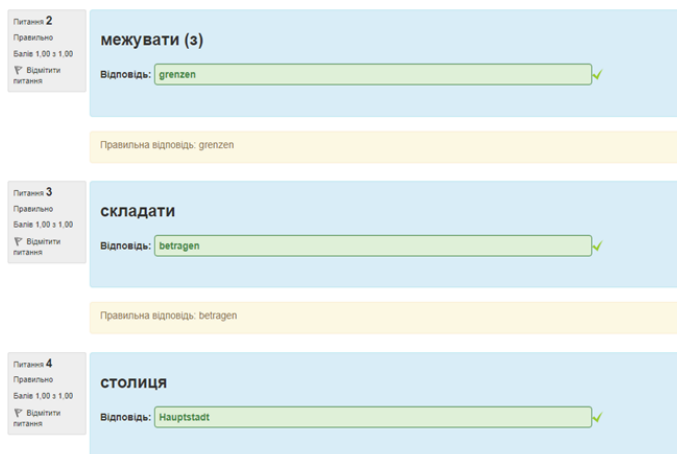 Питання 2
Правильно
Балів 1,00 з 1,00
Відмітити
питання
межувати (з)
Відповідь: grenzen
Правильна відповідь: grenzen
Питання 3
Правильно
Балів 1,00 з 1,00
Відмітити
питання
складати
Відповідь: betragen
Правильна відповідь: betragen
Питання 4
Правильно
Балів 1,00 з 1,00
Відмітити
питання
столиця
Відповідь: Hauptstadt